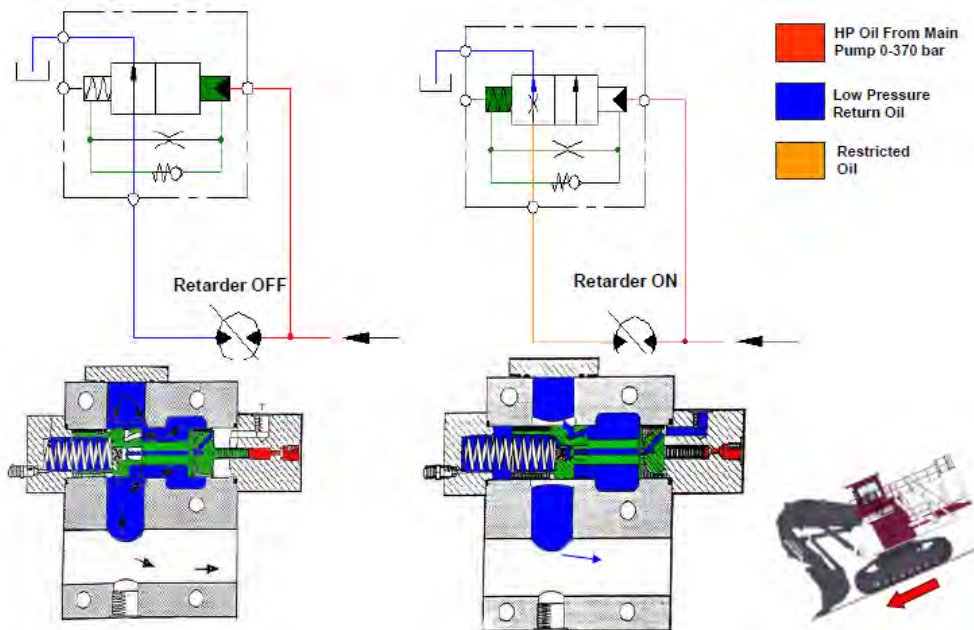 HP Oil From Main
Pump 0-370 bar
Low Pressure
Return Oil
Restricted
Oil
Retarder OFF
Retarder ON
T